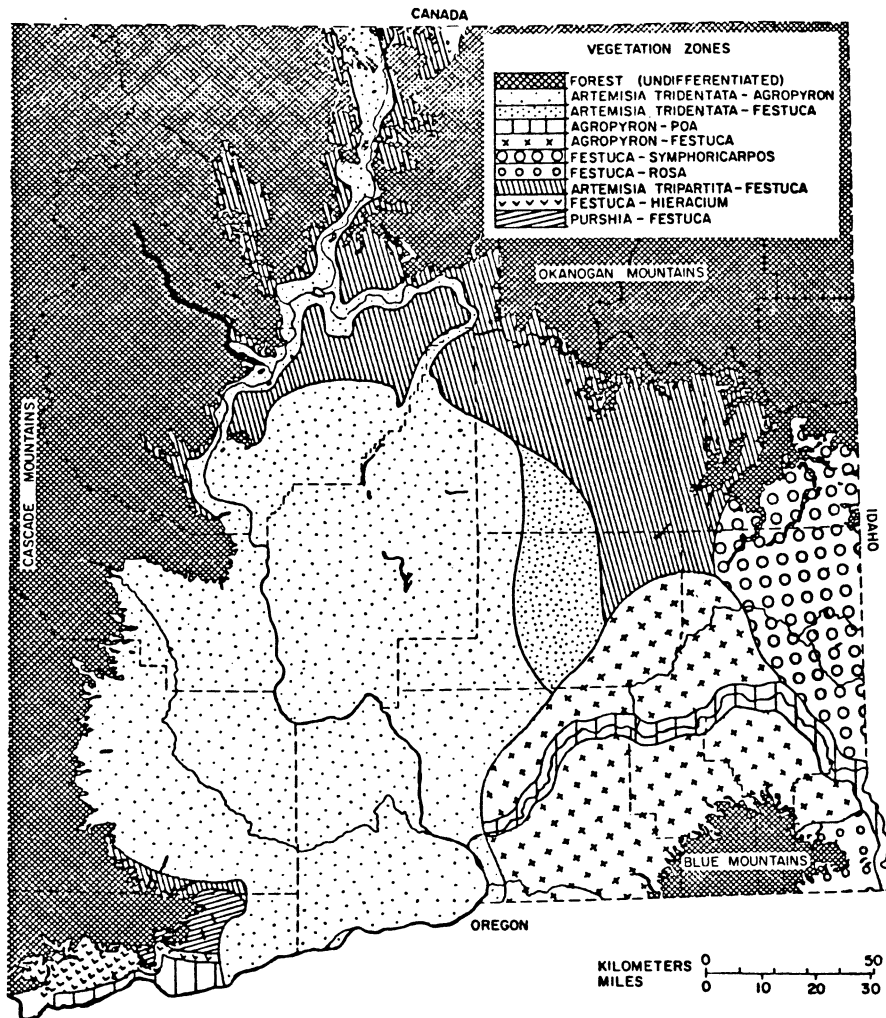 CANADA
VEGETATION ZONES
FOREST (UNDIFFERENTIATED)
ARTEMISIA TRIDENTATA - AGROPYRON
ARTEMISIA TRIDENTATA - FESTUCA
AGROPYRON - POA
AGROPYRON - FESTUCA
FESTUCA - SYMPHORICARPOS
FESTUCA - ROSA
ARTEMISIA TRIPARTITA - FESTUCA
FESTUCA - HIERACIUM
PURSHIA - FESTUCA
OKANOGAN MOUNTAINS
CASCADE MOUNTAINS
IDAHO
BLUE MOUNTAINS
OREGON
KILOMETERS 0 50
MILES 0 10 20 30